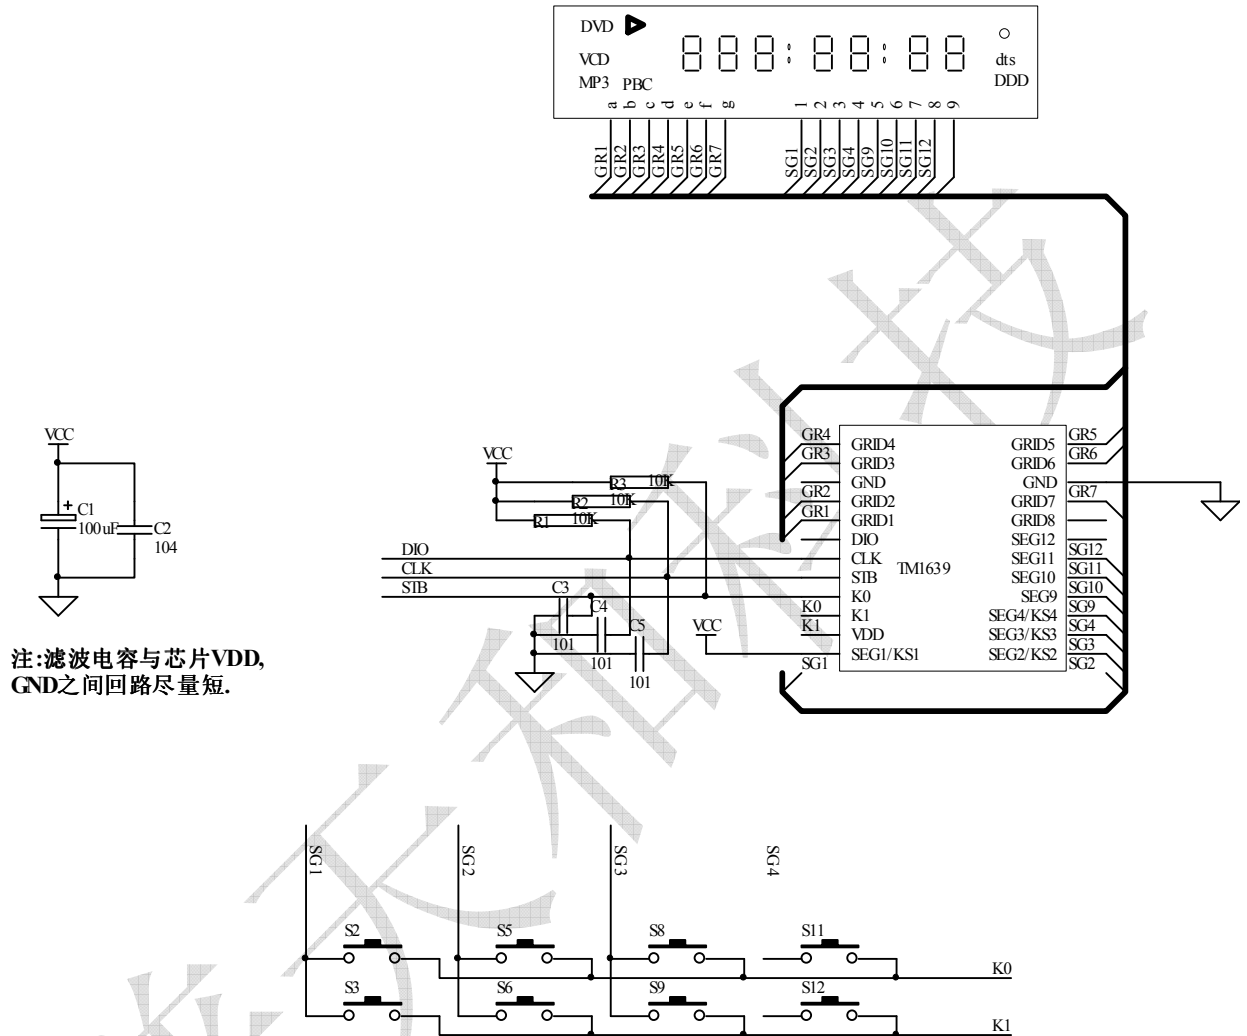 DVD
VCD
MP3 PBC
dts
DDD
a b c d e f g 1 2 3 4 5 6 7 8 9
GR1 GR2 GR3 GR4 GR5 GR6 GR7 SG1 SG2 SG3 SG4 SG9 SG10 SG11 SG12
VCC
C1
100uF
C2
104
注:滤波电容与芯片VDD,
GND之间回路尽量短.
VCC
R3 10K
R2 10K
R1 10K
DIO
CLK
STB
C3
101
C4
101
C5
101
VCC
GR4 GRID4 GRID5 GR5
GR3 GRID3 GRID6 GR6
GND GND
GR2 GRID2 GRID7 GR7
GR1 GRID1 GRID8
DIO SEG12
CLK SEG11 SG12
STB TM1639 SEG10 SG11
K0 SEG9 SG10
K0 K1 SEG4/KS4 SG9
K1 VDD SEG3/KS3 SG4
SEG1/KS1 SEG2/KS2 SG3
SG1 SG2
SG1 SG2 SG3 SG4
S2 S5 S8 S11
K0
S3 S6 S9 S12
K1
天和科技